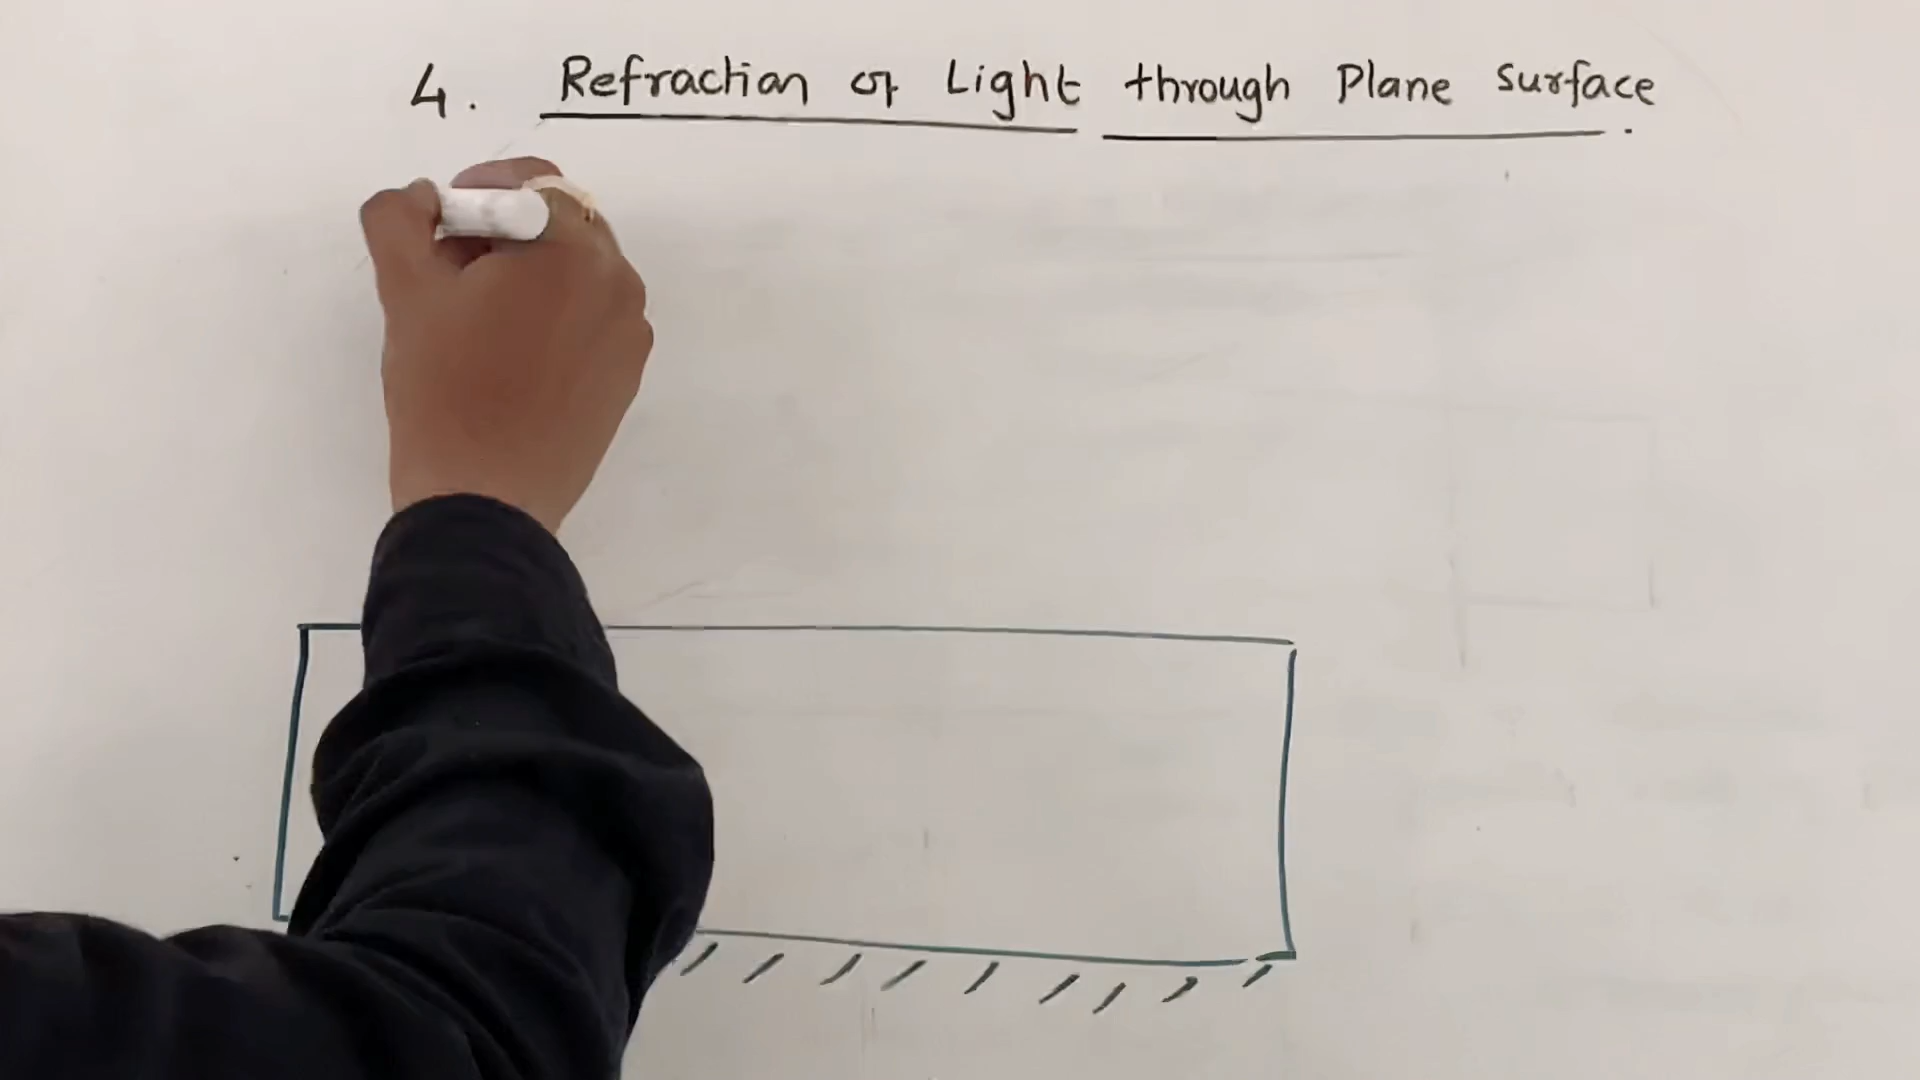 4. Refraction of Light through Plane surface.